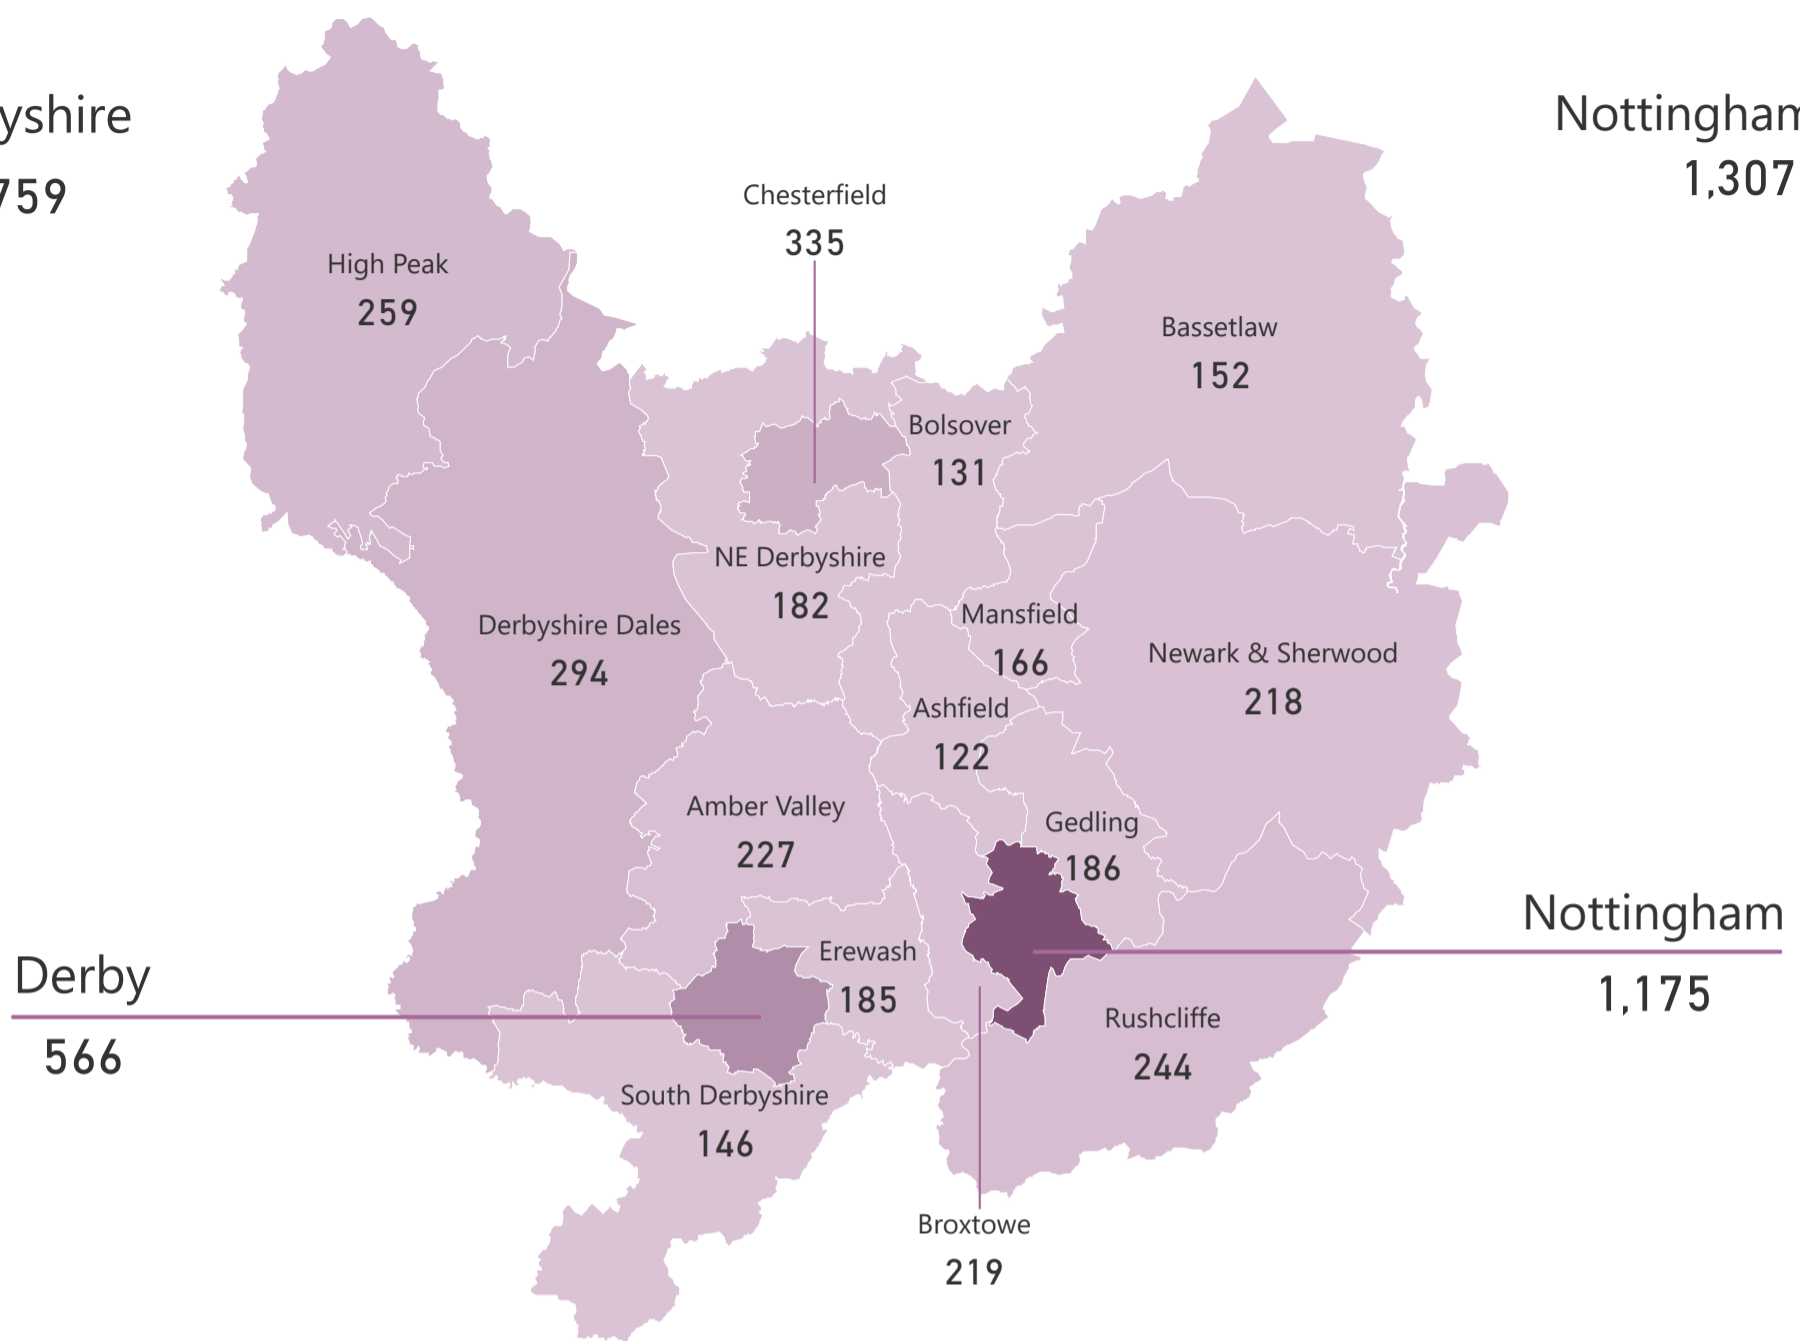 yshire
759
Nottingham
1,307
Chesterfield
335
High Peak
259
Bassetlaw
152
Bolsover
131
NE Derbyshire
182
Mansfield
166
Derbyshire Dales
294
Newark & Sherwood
218
Ashfield
122
Amber Valley
227
Gedling
186
Nottingham
1,175
Erewash
185
Derby
566
Rushcliffe
244
South Derbyshire
146
Broxtowe
219